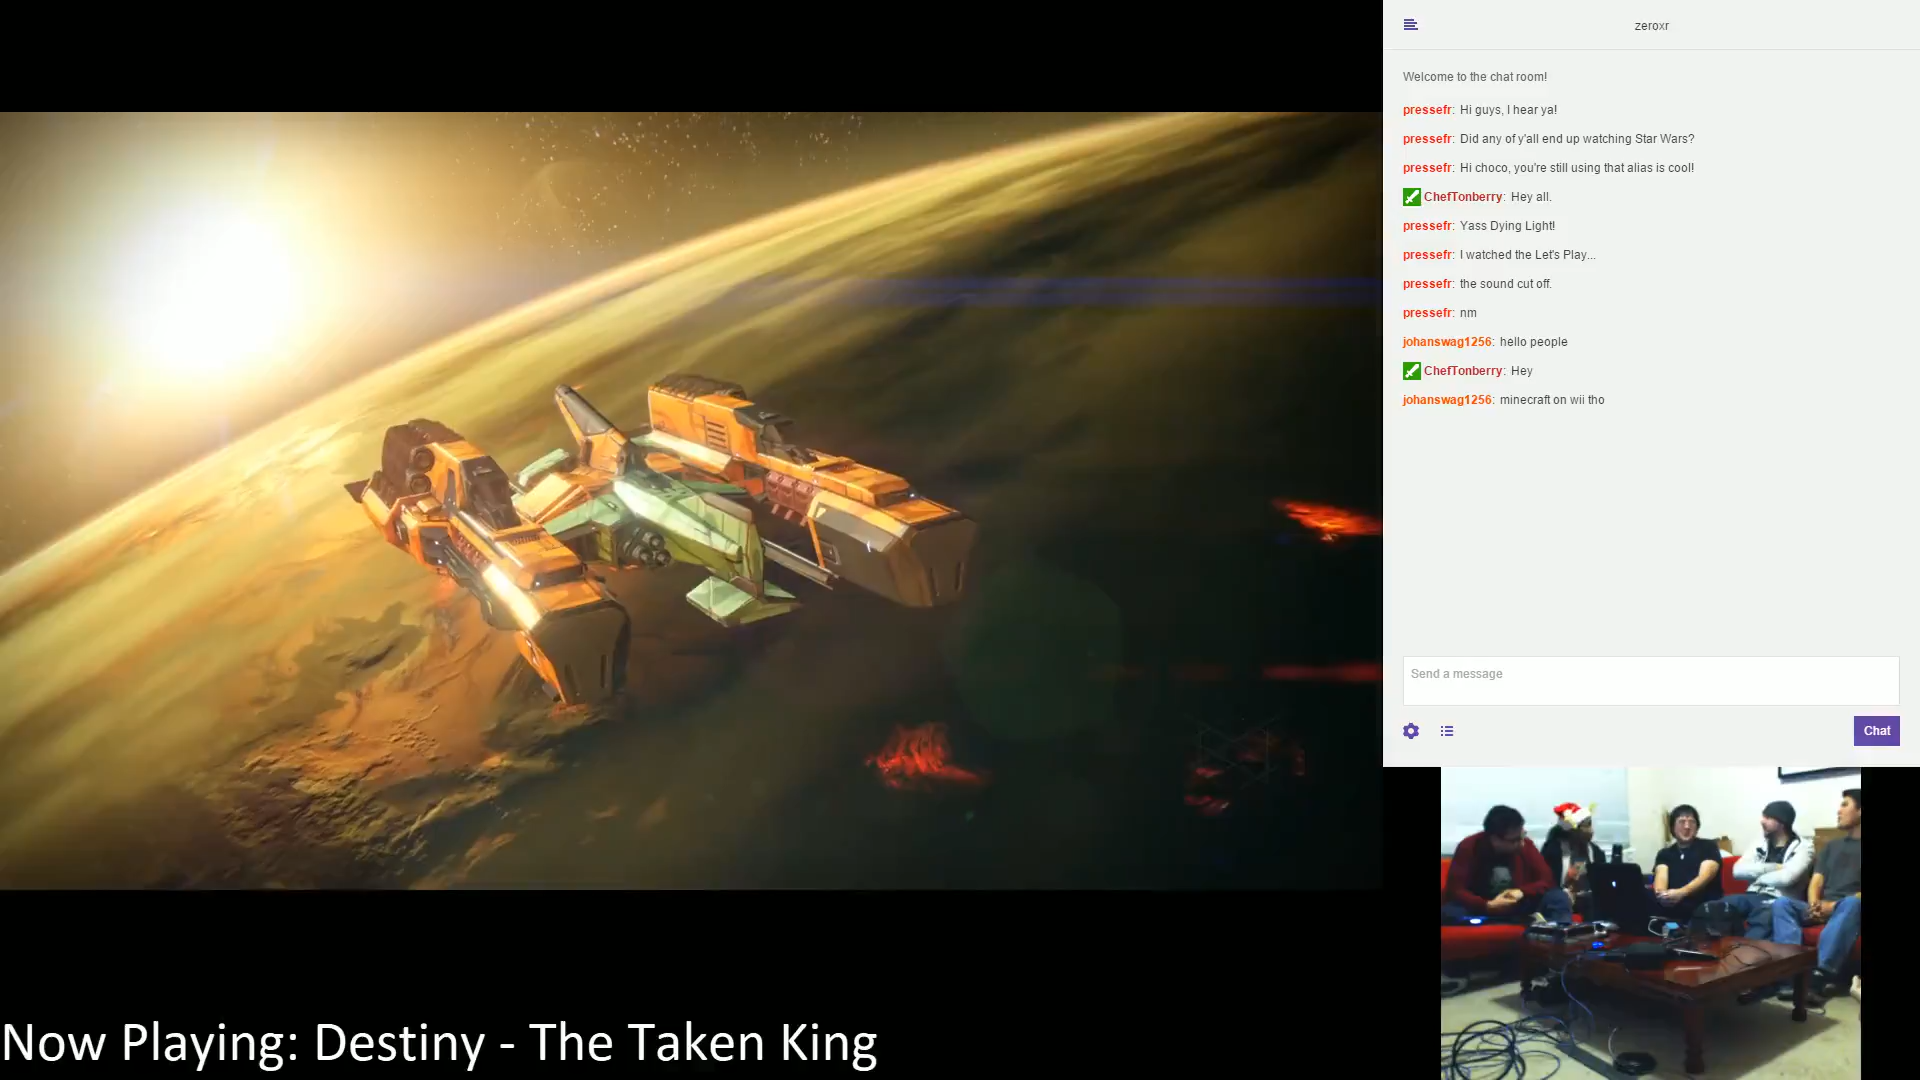 zeroxr
Welcome to the chat room!
pressefr: Hi guys, I hear ya!
pressefr: Did any of y'all end up watching Star Wars?
pressefr: Hi choco, you're still using that alias is cool!
ChefTonberry: Hey all.
pressefr: Yass Dying Light!
pressefr: I watched the Let's Play...
pressefr: the sound cut off.
pressefr: nm
johanswag1256: hello people
ChefTonberry: Hey
johanswag1256: minecraft on wii tho
Send a message
Chat
Now Playing: Destiny - The Taken King